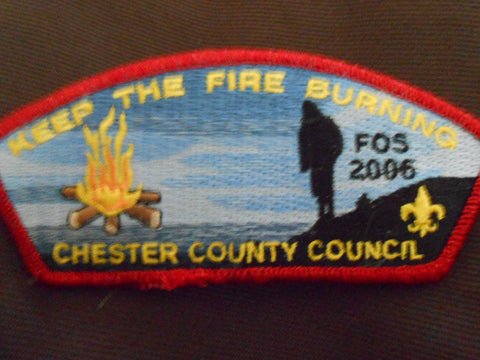 KEEP THE FIRE BURNING
FOS
2006
CHESTER COUNTY COUNCIL